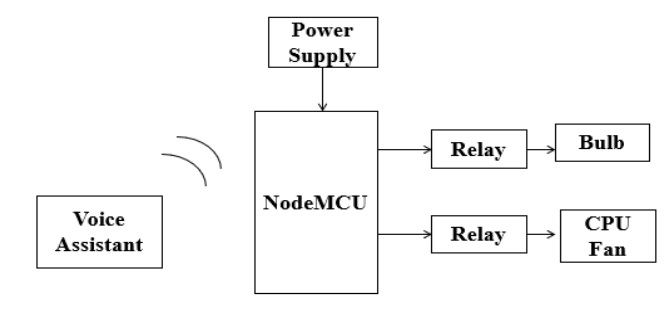 Power
Supply
Relay
Bulb
NodeMCU
Voice
Assistant
Relay
CPU
Fan